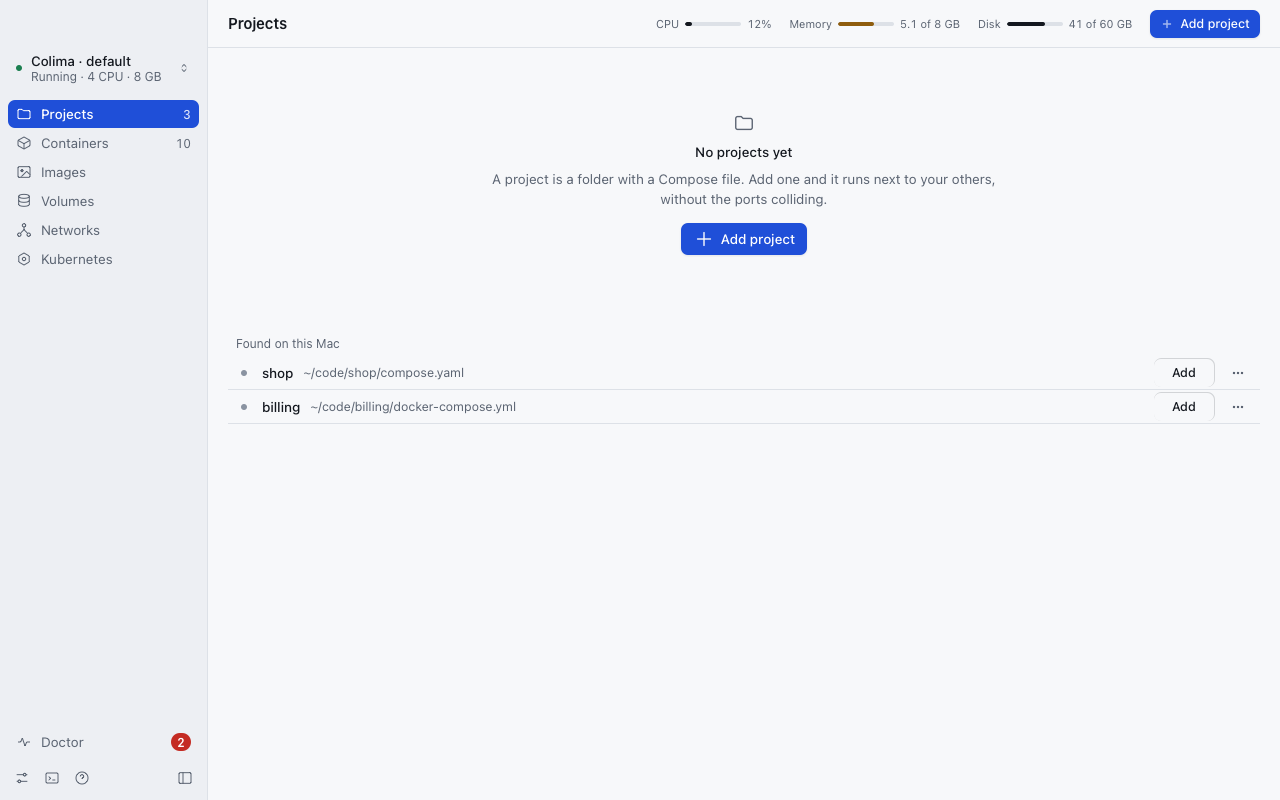 Colima · default
Running · 4 CPU · 8 GB
Projects 3
Containers 10
Images
Volumes
Networks
Kubernetes
Doctor 2
Projects
CPU 12% Memory 5.1 of 8 GB Disk 41 of 60 GB + Add project
No projects yet
A project is a folder with a Compose file. Add one and it runs next to your others,
without the ports colliding.
+ Add project
Found on this Mac
shop ~/code/shop/compose.yaml Add ···
billing ~/code/billing/docker-compose.yml Add ···